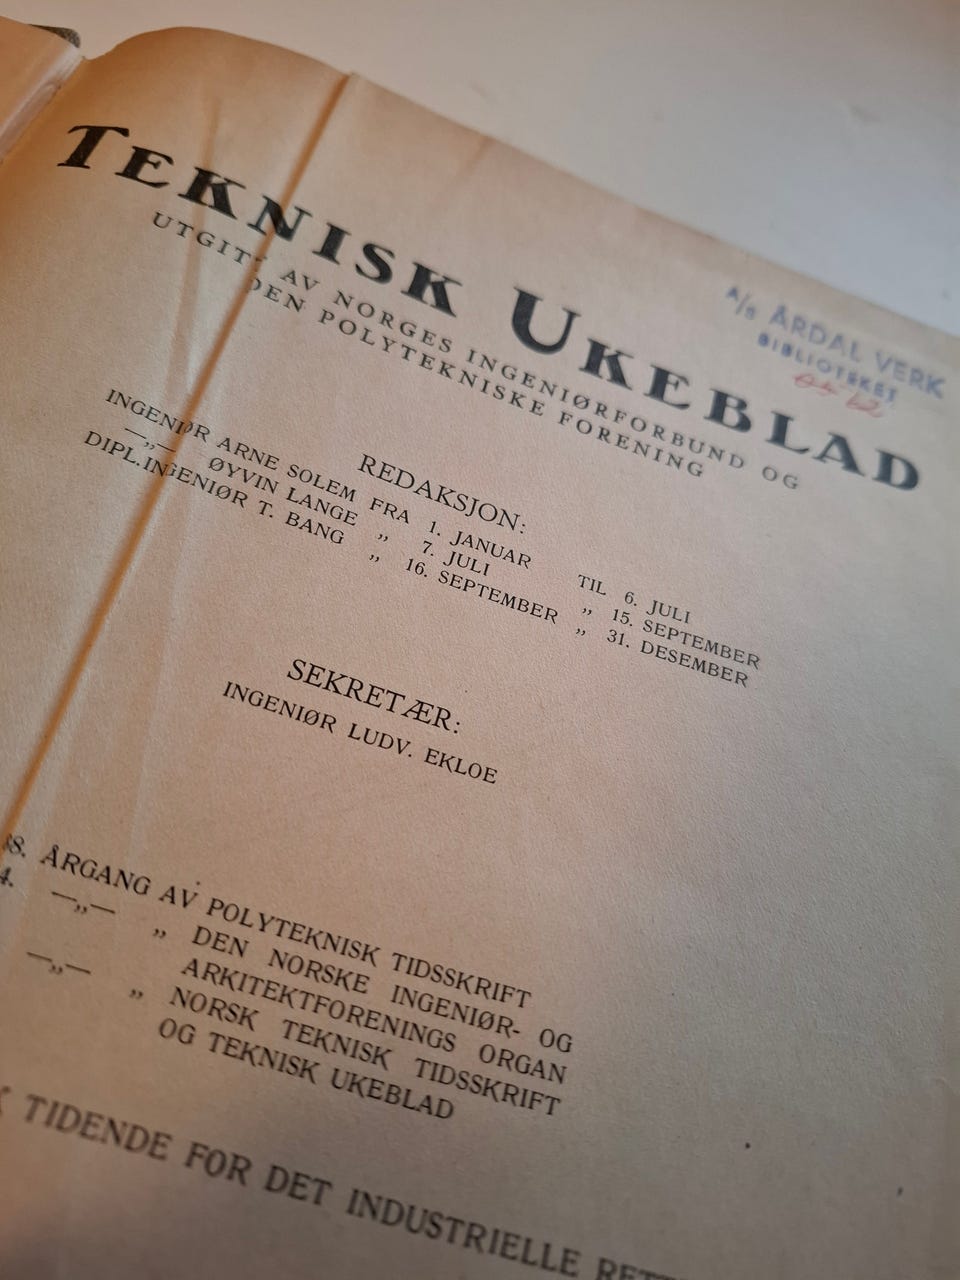 TEKNISK UKEBLAD
UTGIT AV NORGES INGENIØRFORBUND OG
DEN POLYTEKNISKE FORENING
A/S ÅRDAL VERK
BIBLIOTEKET
REDAKSJON:
INGENIØR ARNE SOLEM FRA 1. JANUAR TIL 6. JULI
—„— ØYVIN LANGE „ 7. JULI „ 15. SEPTEMBER
DIPL.INGENIØR T. BANG „ 16. SEPTEMBER „ 31. DESEMBER
SEKRETÆR:
INGENIØR LUDV. EKLOE
8. ÅRGANG AV POLYTEKNISK TIDSSKRIFT
4. —„— „ DEN NORSKE INGENIØR- OG
ARKITEKTFORENINGS ORGAN
—„— „ NORSK TEKNISK TIDSSKRIFT
OG TEKNISK UKEBLAD
TIDENDE FOR DET INDUSTRIELLE